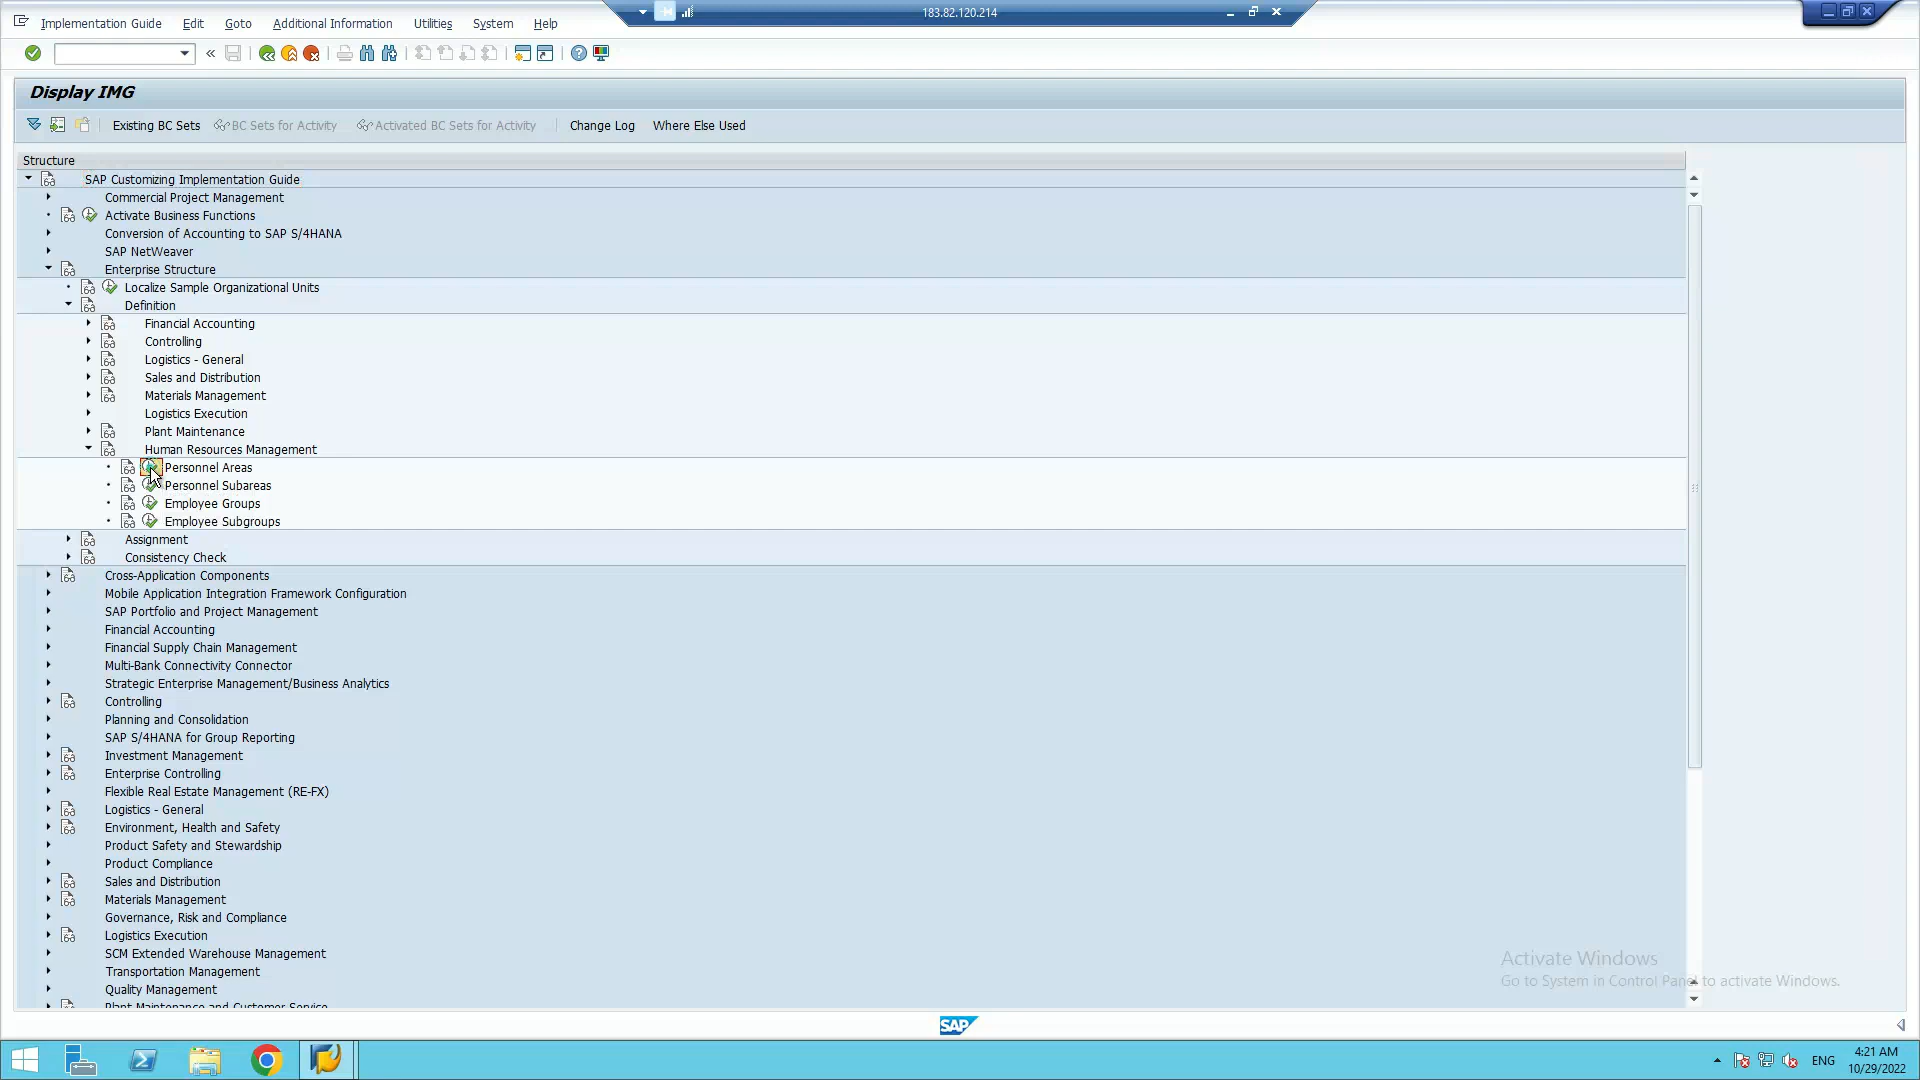 Implementation Guide Edit Goto Additional Information Utilities System Help
183.82.120.214
Display IMG
Existing BC Sets BC Sets for Activity Activated BC Sets for Activity Change Log Where Else Used
Structure
SAP Customizing Implementation Guide
Commercial Project Management
Activate Business Functions
Conversion of Accounting to SAP S/4HANA
SAP NetWeaver
Enterprise Structure
Localize Sample Organizational Units
Definition
Financial Accounting
Controlling
Logistics - General
Sales and Distribution
Materials Management
Logistics Execution
Plant Maintenance
Human Resources Management
Personnel Areas
Personnel Subareas
Employee Groups
Employee Subgroups
Assignment
Consistency Check
Cross-Application Components
Mobile Application Integration Framework Configuration
SAP Portfolio and Project Management
Financial Accounting
Financial Supply Chain Management
Multi-Bank Connectivity Connector
Strategic Enterprise Management/Business Analytics
Controlling
Planning and Consolidation
SAP S/4HANA for Group Reporting
Investment Management
Enterprise Controlling
Flexible Real Estate Management (RE-FX)
Logistics - General
Environment, Health and Safety
Product Safety and Stewardship
Product Compliance
Sales and Distribution
Materials Management
Governance, Risk and Compliance
Logistics Execution
SCM Extended Warehouse Management
Transportation Management
Quality Management
Plant Maintenance and Customer Service
Activate Windows
Go to System in Control Panel to activate Windows.
SAP
ENG
4:21 AM
10/29/2022